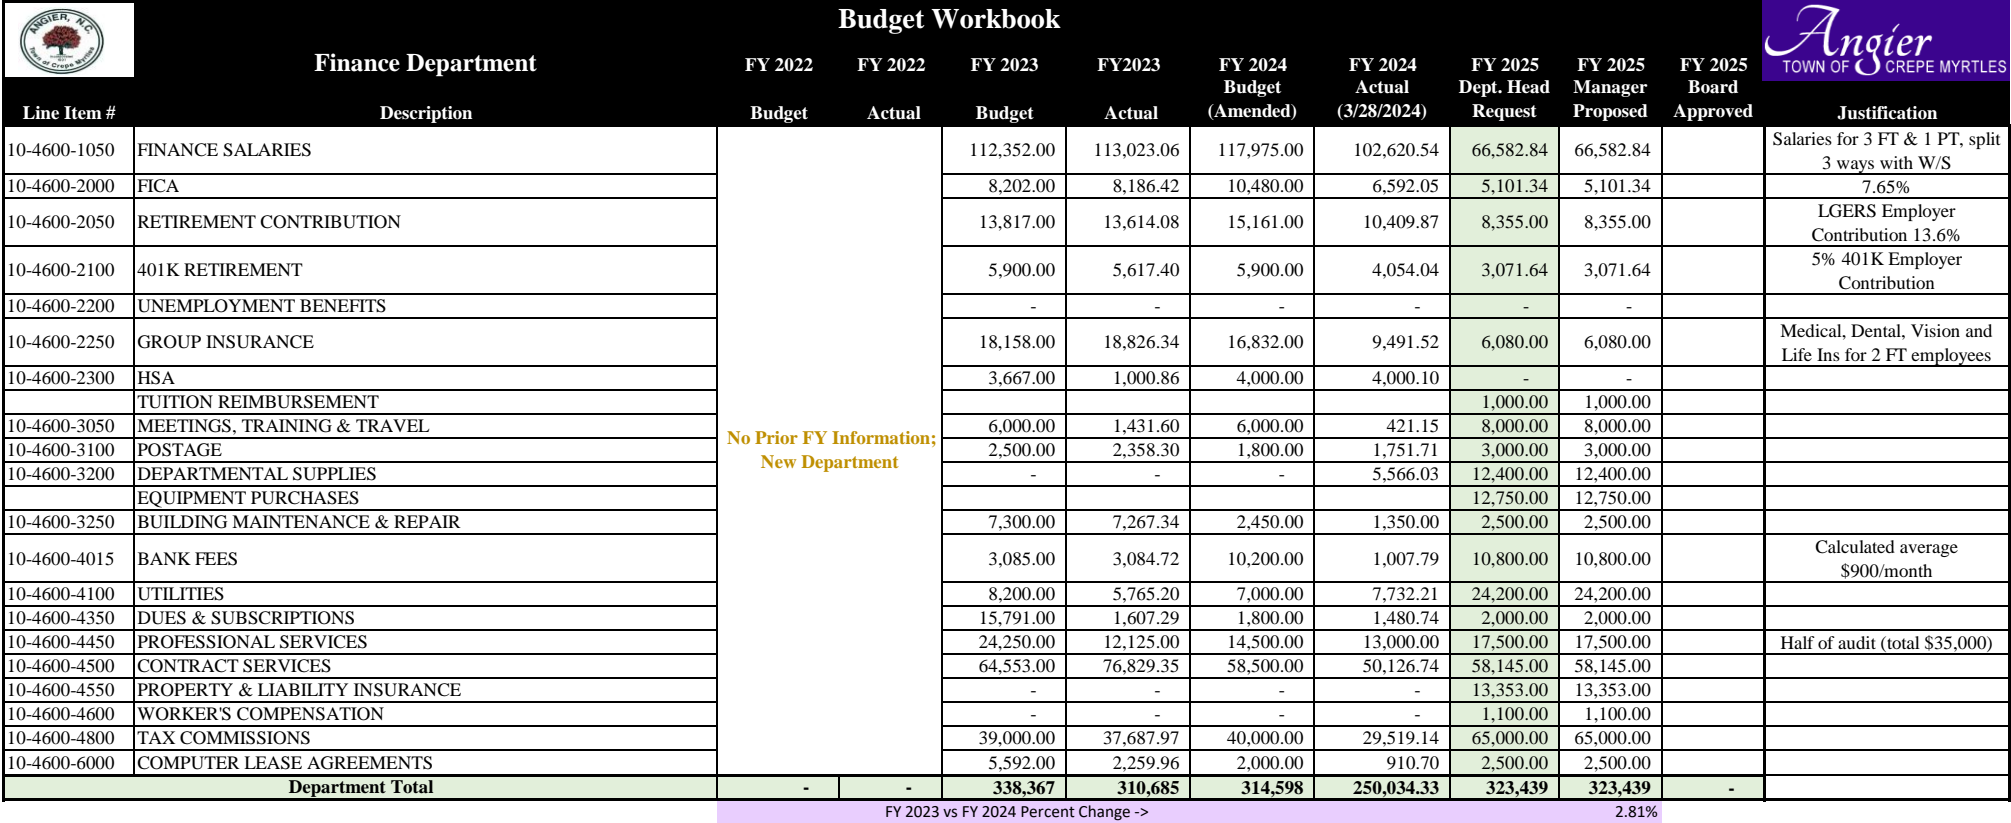 Budget Workbook
ANGIER, N.C.
Town of Crepe Myrtles
Angier
TOWN OF CREPE MYRTLES
Finance Department FY 2022 FY 2022 FY 2023 FY2023 FY 2024 FY 2024 FY 2025 FY 2025 FY 2025
Budget Actual Dept. Head Manager Board
Line Item # Description Budget Actual Budget Actual (Amended) (3/28/2024) Request Proposed Approved Justification
10-4600-1050 FINANCE SALARIES 112,352.00 113,023.06 117,975.00 102,620.54 66,582.84 66,582.84 Salaries for 3 FT & 1 PT, split
3 ways with W/S
10-4600-2000 FICA 8,202.00 8,186.42 10,480.00 6,592.05 5,101.34 5,101.34 7.65%
10-4600-2050 RETIREMENT CONTRIBUTION 13,817.00 13,614.08 15,161.00 10,409.87 8,355.00 8,355.00 LGERS Employer
Contribution 13.6%
10-4600-2100 401K RETIREMENT 5,900.00 5,617.40 5,900.00 4,054.04 3,071.64 3,071.64 5% 401K Employer
Contribution
10-4600-2200 UNEMPLOYMENT BENEFITS - - - - - -
10-4600-2250 GROUP INSURANCE 18,158.00 18,826.34 16,832.00 9,491.52 6,080.00 6,080.00 Medical, Dental, Vision and
Life Ins for 2 FT employees
10-4600-2300 HSA 3,667.00 1,000.86 4,000.00 4,000.10 - -
TUITION REIMBURSEMENT 1,000.00 1,000.00
10-4600-3050 MEETINGS, TRAINING & TRAVEL 6,000.00 1,431.60 6,000.00 421.15 8,000.00 8,000.00
No Prior FY Information;
New Department
10-4600-3100 POSTAGE 2,500.00 2,358.30 1,800.00 1,751.71 3,000.00 3,000.00
10-4600-3200 DEPARTMENTAL SUPPLIES - - - 5,566.03 12,400.00 12,400.00
EQUIPMENT PURCHASES 12,750.00 12,750.00
10-4600-3250 BUILDING MAINTENANCE & REPAIR 7,300.00 7,267.34 2,450.00 1,350.00 2,500.00 2,500.00
10-4600-4015 BANK FEES 3,085.00 3,084.72 10,200.00 1,007.79 10,800.00 10,800.00 Calculated average
$900/month
10-4600-4100 UTILITIES 8,200.00 5,765.20 7,000.00 7,732.21 24,200.00 24,200.00
10-4600-4350 DUES & SUBSCRIPTIONS 15,791.00 1,607.29 1,800.00 1,480.74 2,000.00 2,000.00
10-4600-4450 PROFESSIONAL SERVICES 24,250.00 12,125.00 14,500.00 13,000.00 17,500.00 17,500.00 Half of audit (total $35,000)
10-4600-4500 CONTRACT SERVICES 64,553.00 76,829.35 58,500.00 50,126.74 58,145.00 58,145.00
10-4600-4550 PROPERTY & LIABILITY INSURANCE - - - - 13,353.00 13,353.00
10-4600-4600 WORKER'S COMPENSATION - - - - 1,100.00 1,100.00
10-4600-4800 TAX COMMISSIONS 39,000.00 37,687.97 40,000.00 29,519.14 65,000.00 65,000.00
10-4600-6000 COMPUTER LEASE AGREEMENTS 5,592.00 2,259.96 2,000.00 910.70 2,500.00 2,500.00
Department Total - - 338,367 310,685 314,598 250,034.33 323,439 323,439 -
FY 2023 vs FY 2024 Percent Change -> 2.81%